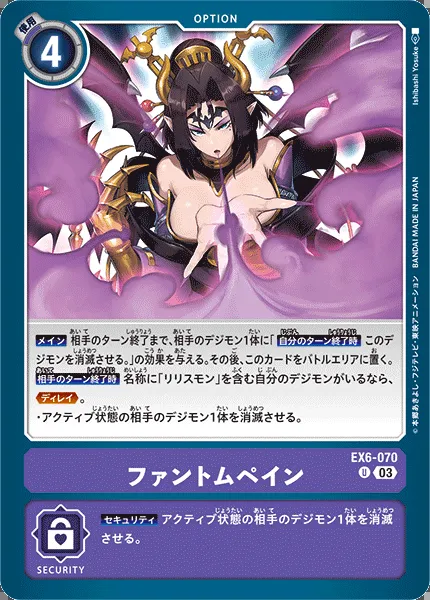 OPTION
使用
4
Ishibashi Yosuke
©本郷あきよし・フジテレビ・東映アニメーション BANDAI MADE IN JAPAN
メイン 相手のターン終了まで、相手のデジモン1体に「自分のターン終了時 このデ
ジモンを消滅させる。」の効果を与える。その後、このカードをバトルエリアに置く。
相手のターン終了時 名称に「リリスモン」を含む自分のデジモンがいるなら、
ディレイ 。
・アクティブ状態の相手のデジモン1体を消滅させる。
EX6-070
ファントムペイン
U 03
セキュリティ アクティブ状態の相手のデジモン1体を消滅
させる。
SECURITY